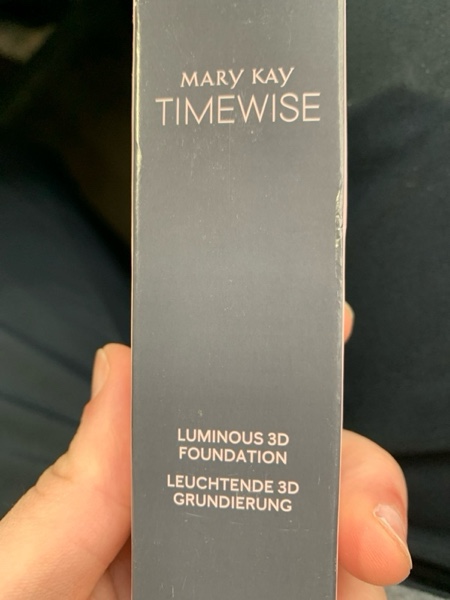 MARY KAY
TIMEWISE
LUMINOUS 3D
FOUNDATION
LEUCHTENDE 3D
GRUNDIERUNG